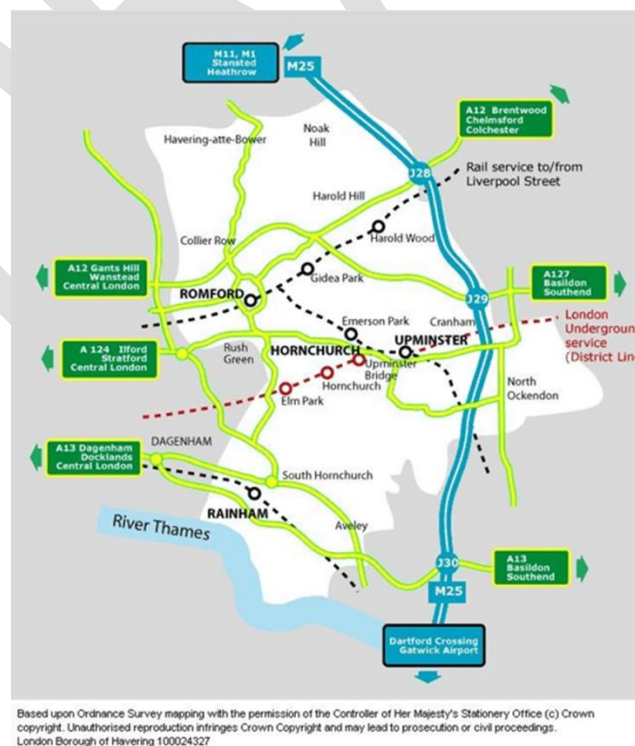 M11, M1
Stansted
Heathrow
M25
A12 Brentwood
Chelmsford
Colchester
Noak
Hill
Havering-atte-Bower
J28
Rail service to/from
Liverpool Street
Harold Hill
Collier Row
Harold Wood
A12 Gants Hill
Wanstead
Central London
Gidea Park
ROMFORD
A127
Basildon
Southend
J29
Emerson Park
Cranham
London
Underground
service
(District Line
A 124 Ilford
Stratford
Central London
Rush
Green
HORNCHURCH
UPMINSTER
Upminster
Bridge
Hornchurch
Elm Park
North
Ockendon
A13 Dagenham
Docklands
Central London
DAGENHAM
South Hornchurch
RAINHAM
Aveley
River Thames
J30
A13
Basildon
Southend
M25
Dartford Crossing
Gatwick Airport
Based upon Ordnance Survey mapping with the permission of the Controller of Her Majesty's Stationery Office (c) Crown
copyright. Unauthorised reproduction infringes Crown Copyright and may lead to prosecution or civil proceedings.
London Borough of Havering 100024327